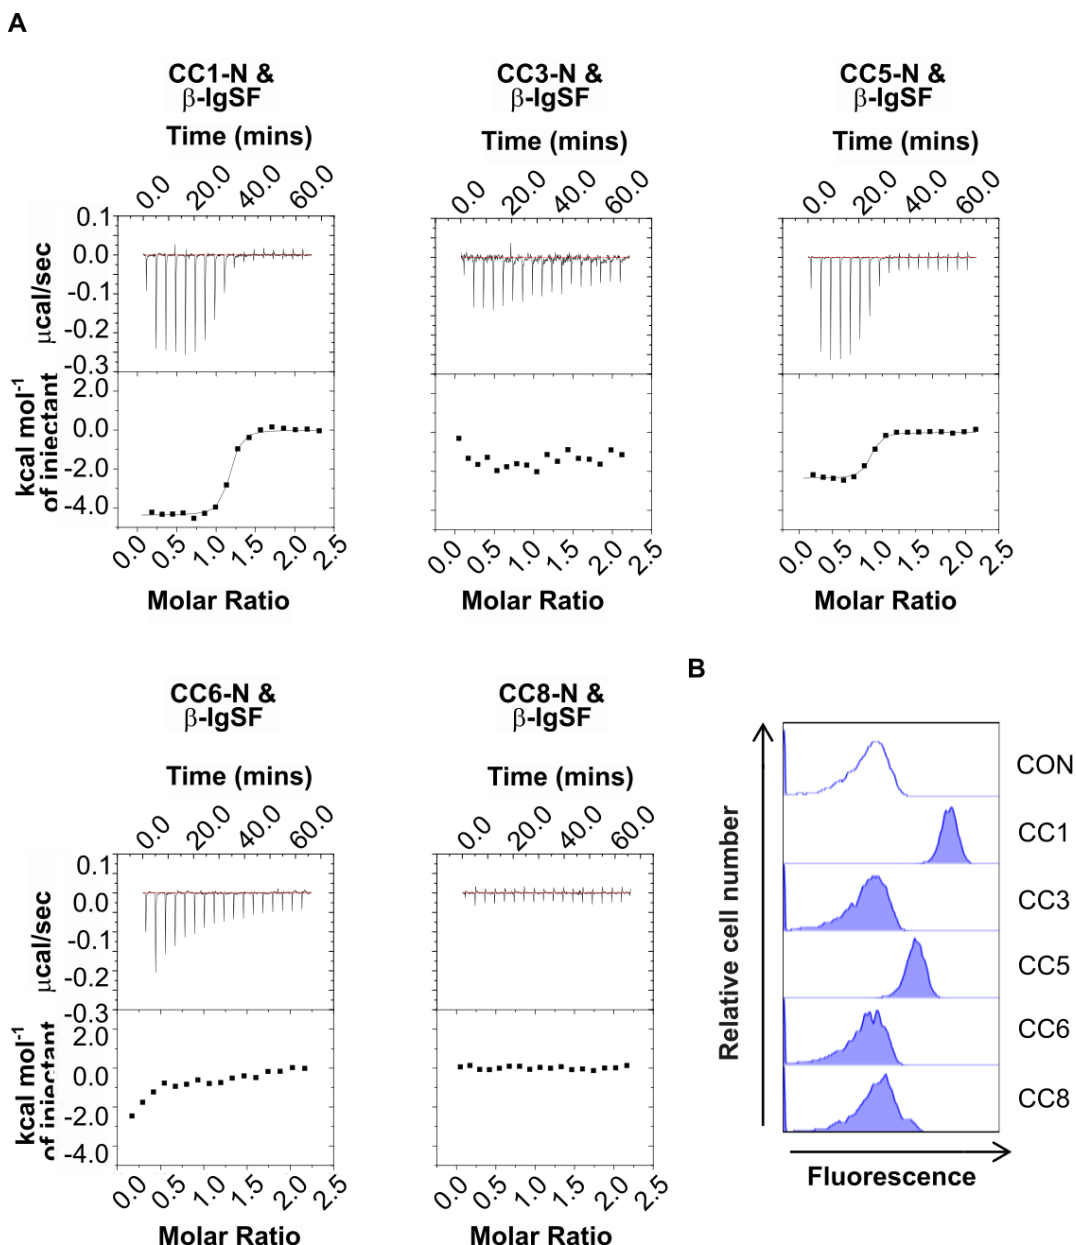 A
CC1-N &
β-IgSF
Time (mins)
0.0 20.0 40.0 60.0
0.1
0.0
-0.1
-0.2
-0.3
μcal/sec
2.0
0.0
-2.0
-4.0
kcal mol-1
of injectant
0.0 0.5 1.0 1.5 2.0 2.5
Molar Ratio
CC3-N &
β-IgSF
Time (mins)
0.0 20.0 40.0 60.0
0.0 0.5 1.0 1.5 2.0 2.5
Molar Ratio
CC5-N &
β-IgSF
Time (mins)
0.0 20.0 40.0 60.0
0.0 0.5 1.0 1.5 2.0 2.5
Molar Ratio
CC6-N &
β-IgSF
Time (mins)
0.0 20.0 40.0 60.0
0.1
0.0
-0.1
-0.2
-0.3
μcal/sec
2.0
0.0
-2.0
-4.0
kcal mol-1
of injectant
0.0 0.5 1.0 1.5 2.0 2.5
Molar Ratio
CC8-N &
β-IgSF
Time (mins)
0.0 20.0 40.0 60.0
0.0 0.5 1.0 1.5 2.0 2.5
Molar Ratio
B
CON
CC1
CC3
CC5
CC6
CC8
Relative cell number
Fluorescence